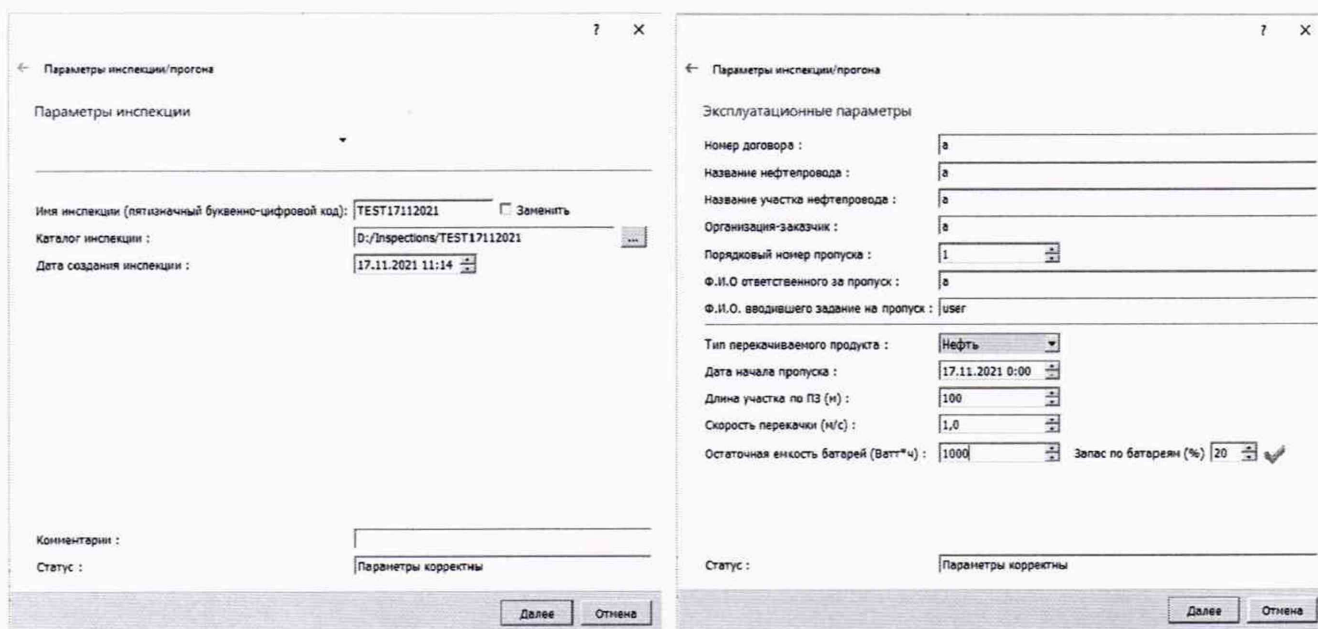 ? ×
← Параметры инспекции/прогона
Параметры инспекции
Имя инспекции (пятизначный буквенно-цифровой код): TEST17112021 Заменить
Каталог инспекции : D:/Inspections/TEST17112021 ...
Дата создания инспекции : 17.11.2021 11:14
Комментарии :
Статус : Параметры корректны
Далее Отмена
? ×
← Параметры инспекции/прогона
Эксплуатационные параметры
Номер договора : а
Название нефтепровода : а
Название участка нефтепровода : а
Организация-заказчик : а
Порядковый номер пропуска : 1
Ф.И.О ответственного за пропуск : а
Ф.И.О. вводившего задание на пропуск : user
Тип перекачиваемого продукта : Нефть
Дата начала пропуска : 17.11.2021 0:00
Длина участка по ПЗ (м) : 100
Скорость перекачки (м/с) : 1,0
Остаточная емкость батарей (Ватт*ч) : 1000 Запас по батареям (%) 20
Статус : Параметры корректны
Далее Отмена